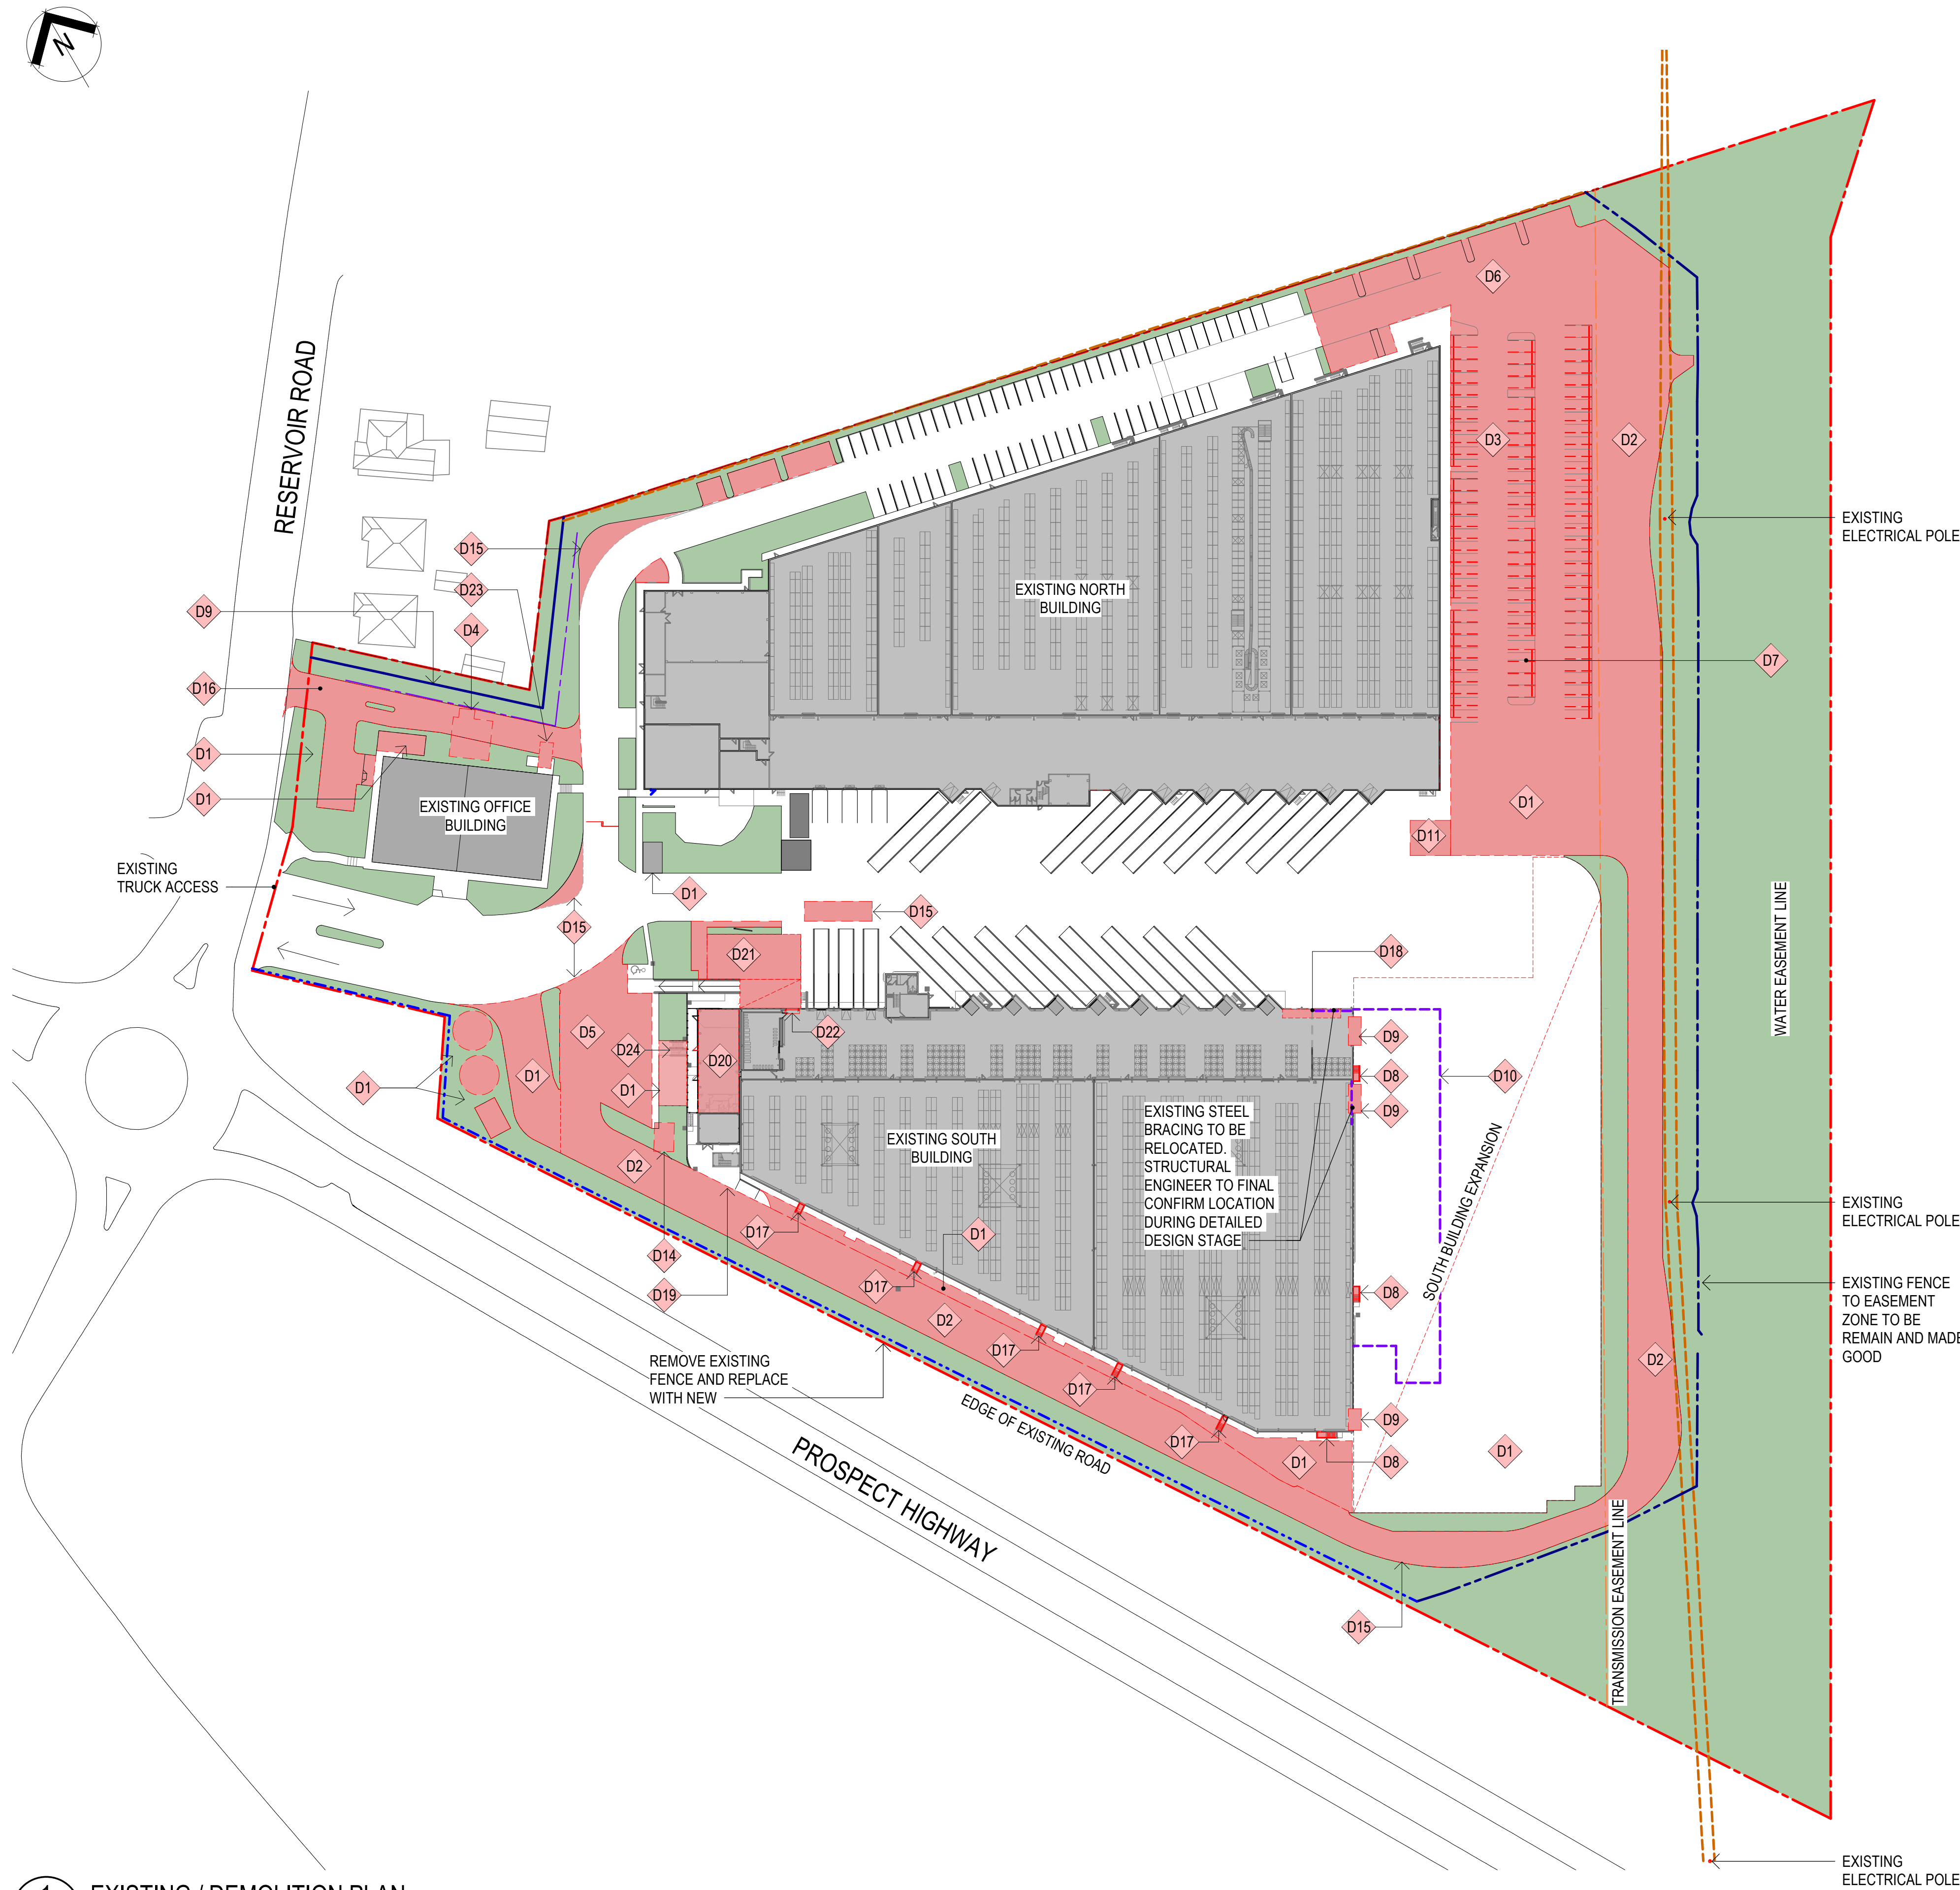 N
RESERVOIR ROAD
D6
D3
D2
EXISTING
ELECTRICAL POLE
D15
D23
D9
D4
EXISTING NORTH
BUILDING
D7
D16
D1
D1
EXISTING OFFICE
BUILDING
D1
D11
EXISTING
TRUCK ACCESS
D1
D15
D15
WATER EASEMENT LINE
D21
D18
D5
D22
D9
D24
D20
D1
D1
D1
D8
D10
D9
EXISTING STEEL
BRACING TO BE
RELOCATED.
STRUCTURAL
ENGINEER TO FINAL
CONFIRM LOCATION
DURING DETAILED
DESIGN STAGE
EXISTING SOUTH
BUILDING
SOUTH BUILDING EXPANSION
D2
EXISTING
ELECTRICAL POLE
D17
D1
D14
D17
D19
D8
EXISTING FENCE
TO EASEMENT
ZONE TO BE
REMAIN AND MADE
GOOD
D2
D17
D2
REMOVE EXISTING
FENCE AND REPLACE
WITH NEW
D17
EDGE OF EXISTING ROAD
D9
D17
D1
D8
D1
PROSPECT HIGHWAY
TRANSMISSION EASEMENT LINE
D15
EXISTING
ELECTRICAL POLE
1
EXISTING / DEMOLITION PLAN